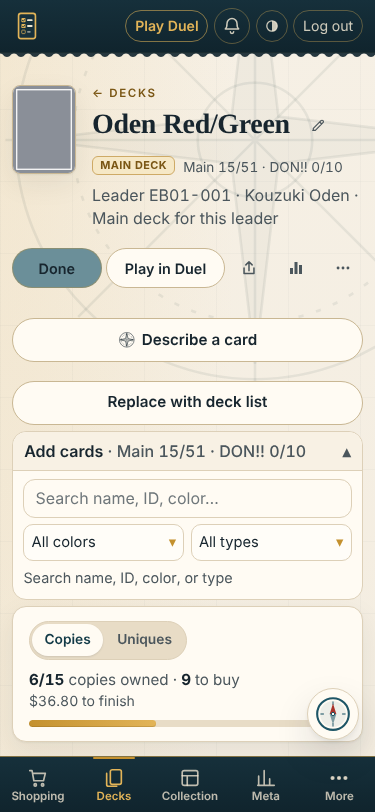 Play Duel
Log out
← DECKS
Oden Red/Green
MAIN DECK
Main 15/51 · DON!! 0/10
Leader EB01-001 · Kouzuki Oden ·
Main deck for this leader
Done
Play in Duel
Describe a card
Replace with deck list
Add cards · Main 15/51 · DON!! 0/10
Search name, ID, color...
All colors
All types
Search name, ID, color, or type
Copies
Uniques
6/15 copies owned · 9 to buy
$36.80 to finish
Shopping
Decks
Collection
Meta
More